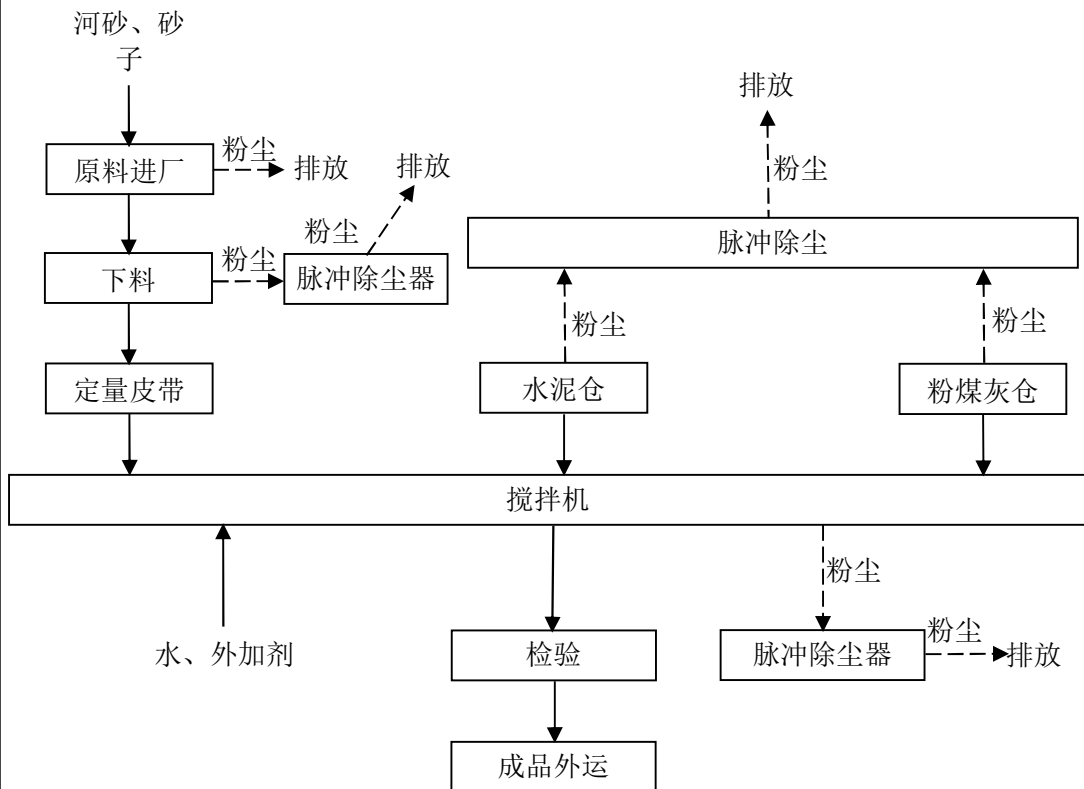 河砂、砂
子
排放
粉尘
原料进厂
排放
排放
粉尘
粉尘
脉冲除尘
粉尘
下料
脉冲除尘器
粉尘
粉尘
定量皮带
水泥仓
粉煤灰仓
搅拌机
粉尘
水、外加剂
检验
脉冲除尘器
粉尘
排放
成品外运